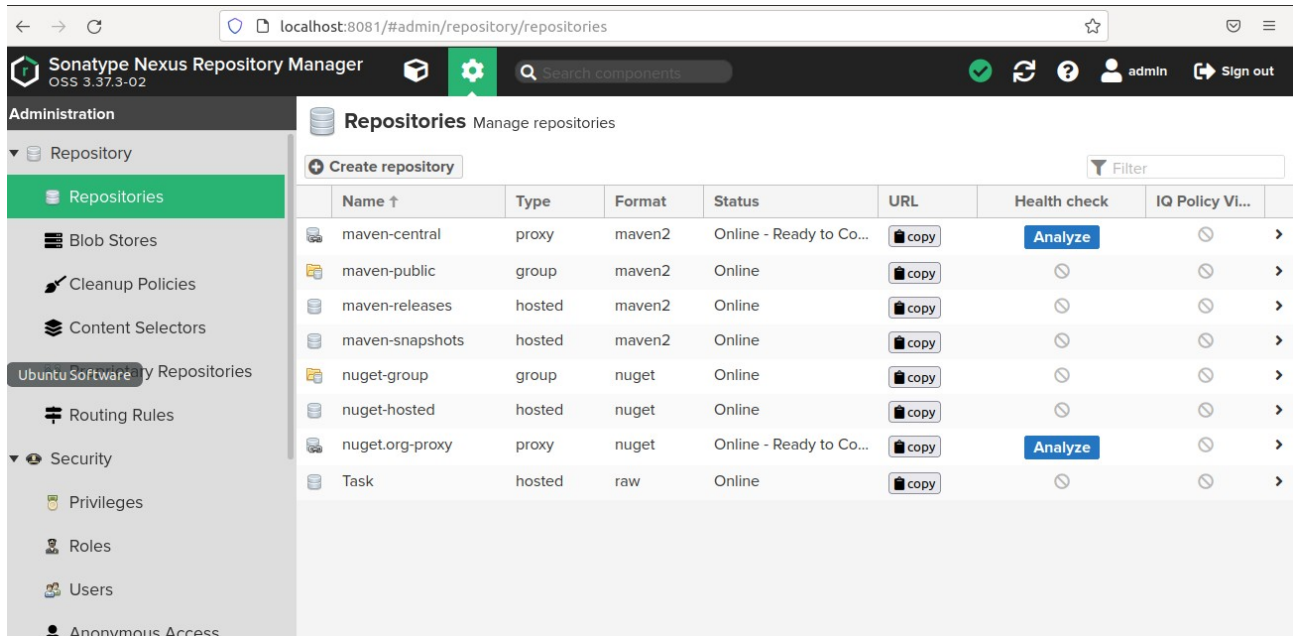 localhost:8081/#admin/repository/repositories
Sonatype Nexus Repository Manager
OSS 3.37.3-02
Search components
admin
Sign out
Administration
Repository
Repositories
Blob Stores
Cleanup Policies
Content Selectors
Ubuntu Software
Repositories
Routing Rules
Security
Privileges
Roles
Users
Anonymous Access
Repositories Manage repositories
Create repository
Filter
Name ↑ Type Format Status URL Health check IQ Policy Vi...
maven-central proxy maven2 Online - Ready to Co... copy Analyze
maven-public group maven2 Online copy
maven-releases hosted maven2 Online copy
maven-snapshots hosted maven2 Online copy
nuget-group group nuget Online copy
nuget-hosted hosted nuget Online copy
nuget.org-proxy proxy nuget Online - Ready to Co... copy Analyze
Task hosted raw Online copy